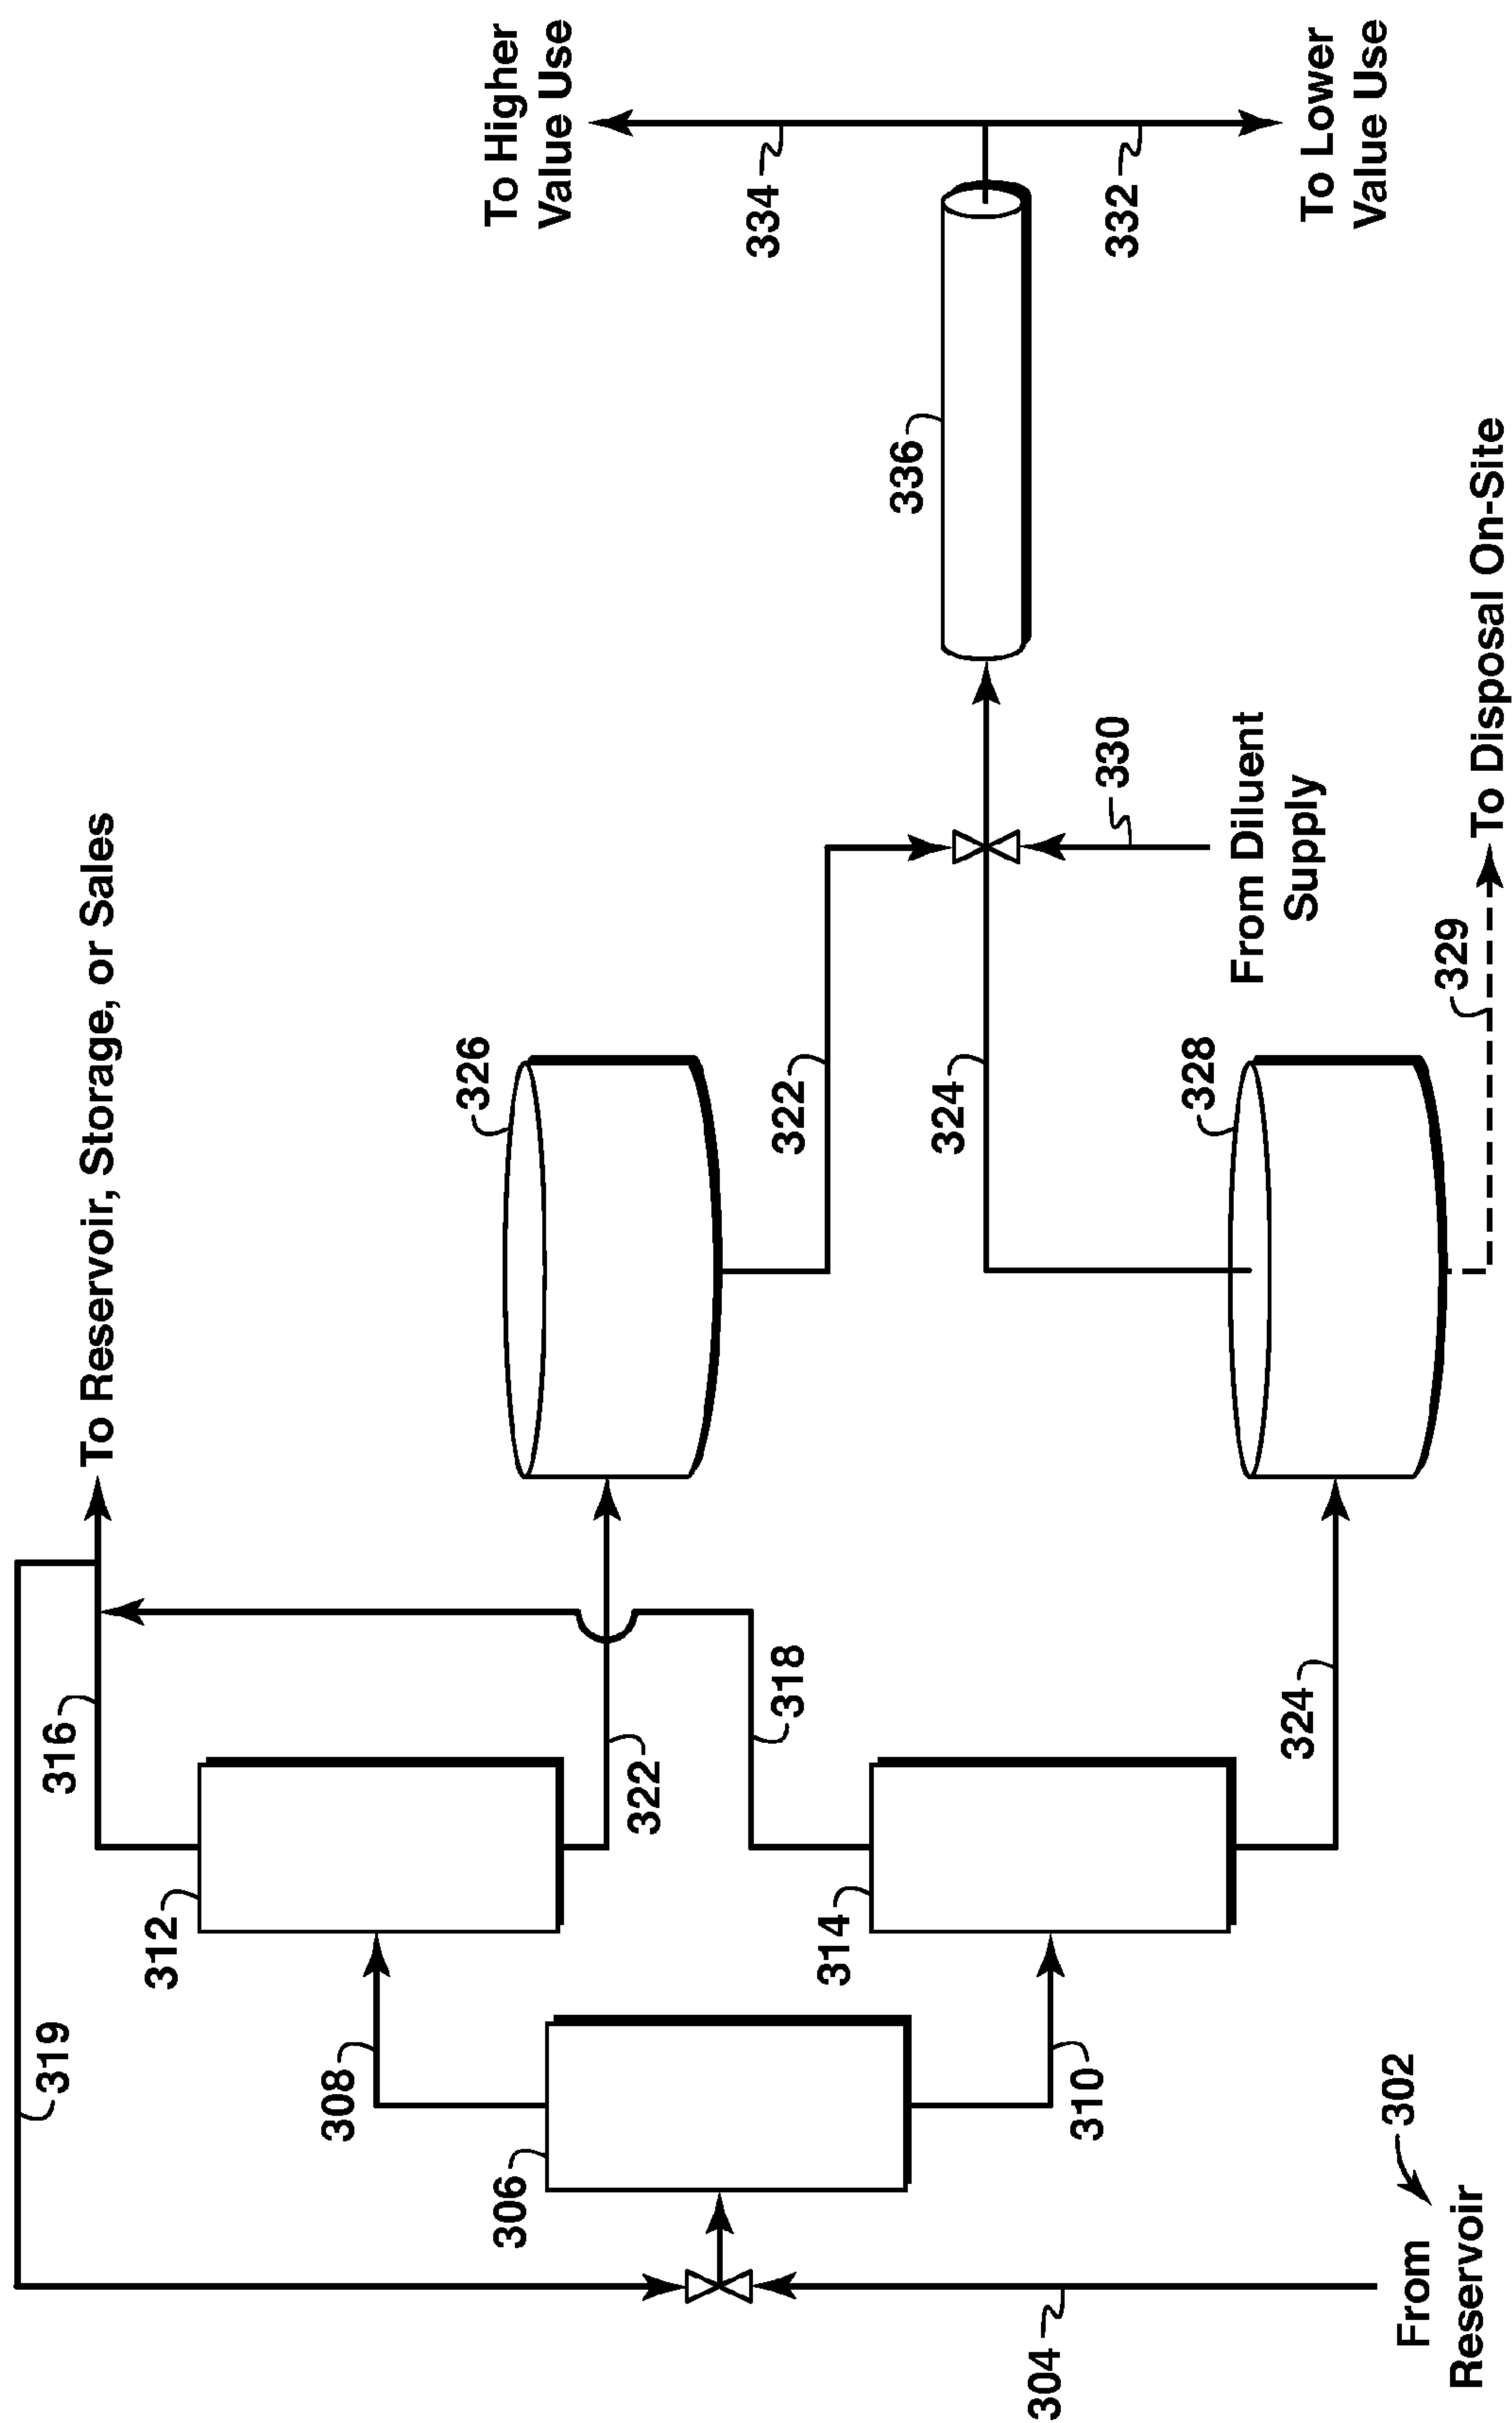 To Reservoir, Storage, or Sales
319
316
312
308
306
322
318
314
310
304
From
Reservoir
302
326
322
324
324
328
329
To Disposal On-Site
From Diluent
Supply
330
336
To Higher
Value Use
334
332
To Lower
Value Use